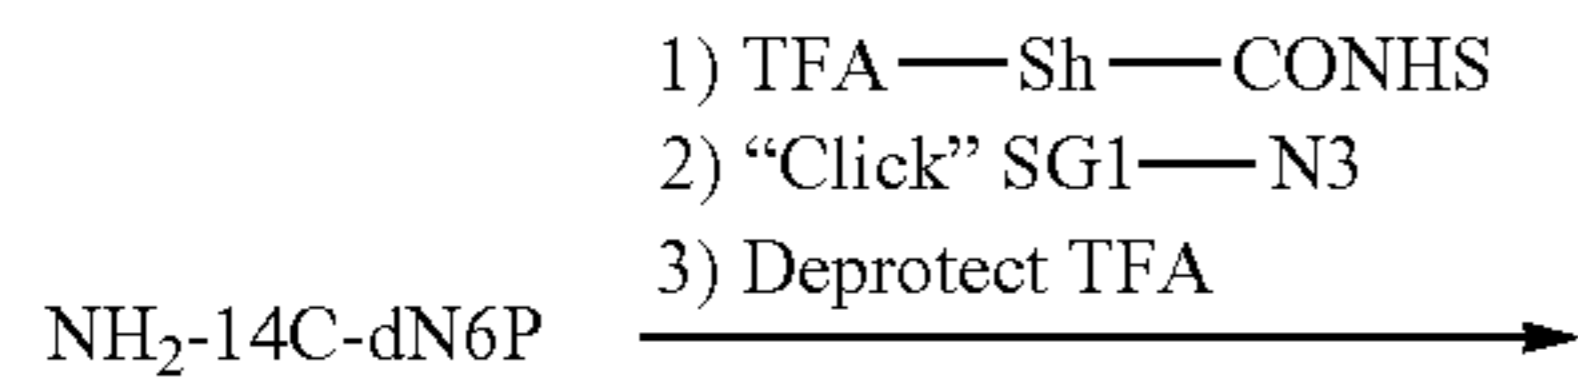 1) TFA—Sh—CONHS
2) “Click” SG1—N3
3) Deprotect TFA
NH₂-14C-dN6P